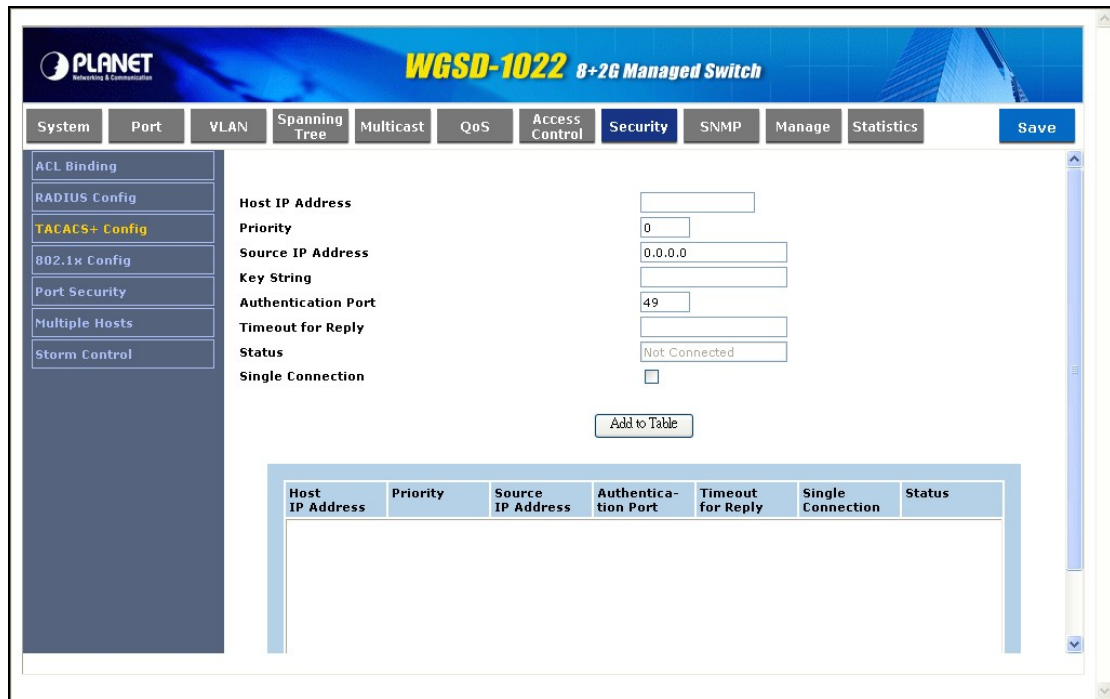 PLANET
Networking & Communication
WGSD-1022 8+2G Managed Switch
System Port VLAN Spanning Tree Multicast QoS Access Control Security SNMP Manage Statistics Save
ACL Binding
RADIUS Config
TACACS+ Config
802.1x Config
Port Security
Multiple Hosts
Storm Control
Host IP Address
Priority 0
Source IP Address 0.0.0.0
Key String
Authentication Port 49
Timeout for Reply
Status Not Connected
Single Connection
Add to Table
Host IP Address Priority Source IP Address Authentica-tion Port Timeout for Reply Single Connection Status